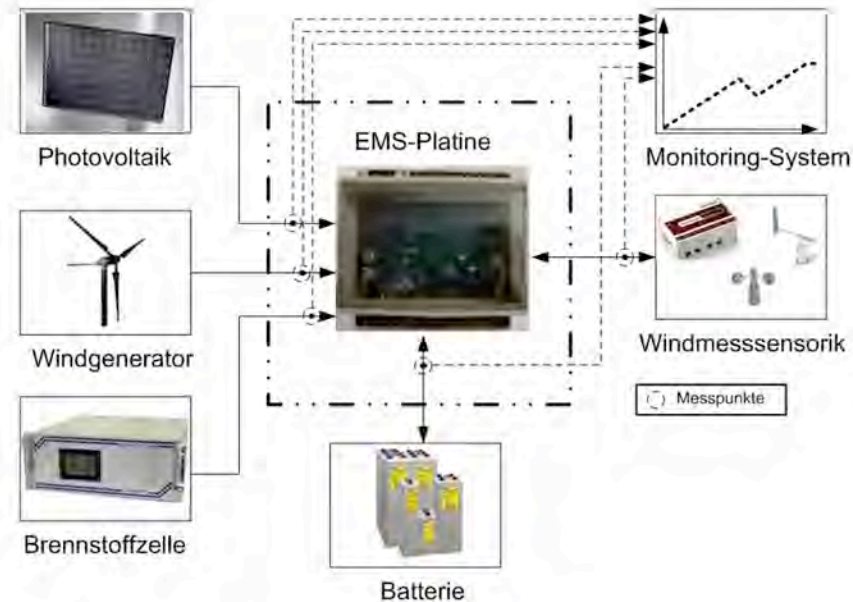 Photovoltaik
EMS-Platine
Monitoring-System
Windgenerator
Windmesssensorik
Messpunkte
Brennstoffzelle
Batterie